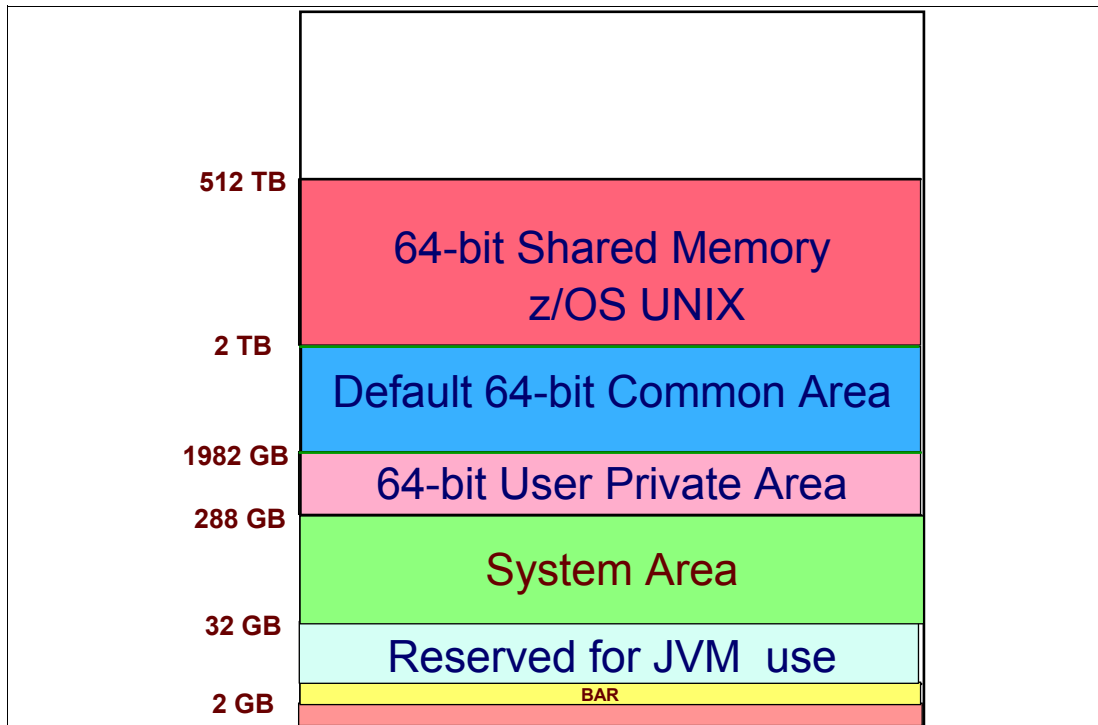 512 TB
64-bit Shared Memory
z/OS UNIX
2 TB
Default 64-bit Common Area
1982 GB
64-bit User Private Area
288 GB
System Area
32 GB
Reserved for JVM use
BAR
2 GB